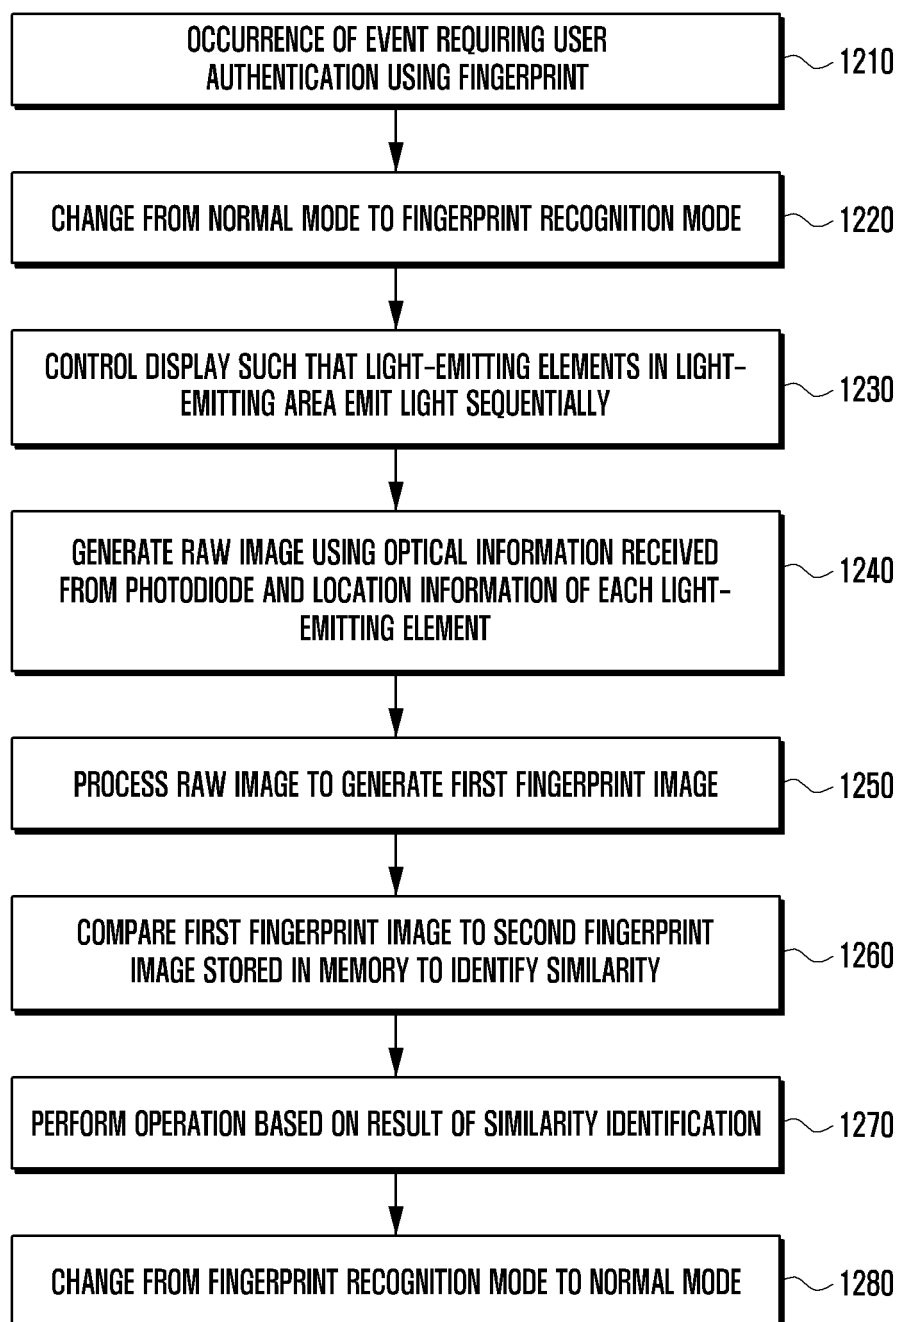 OCCURRENCE OF EVENT REQUIRING USER
AUTHENTICATION USING FINGERPRINT
1210
CHANGE FROM NORMAL MODE TO FINGERPRINT RECOGNITION MODE
1220
CONTROL DISPLAY SUCH THAT LIGHT-EMITTING ELEMENTS IN LIGHT-
EMITTING AREA EMIT LIGHT SEQUENTIALLY
1230
GENERATE RAW IMAGE USING OPTICAL INFORMATION RECEIVED
FROM PHOTODIODE AND LOCATION INFORMATION OF EACH LIGHT-
EMITTING ELEMENT
1240
PROCESS RAW IMAGE TO GENERATE FIRST FINGERPRINT IMAGE
1250
COMPARE FIRST FINGERPRINT IMAGE TO SECOND FINGERPRINT
IMAGE STORED IN MEMORY TO IDENTIFY SIMILARITY
1260
PERFORM OPERATION BASED ON RESULT OF SIMILARITY IDENTIFICATION
1270
CHANGE FROM FINGERPRINT RECOGNITION MODE TO NORMAL MODE
1280